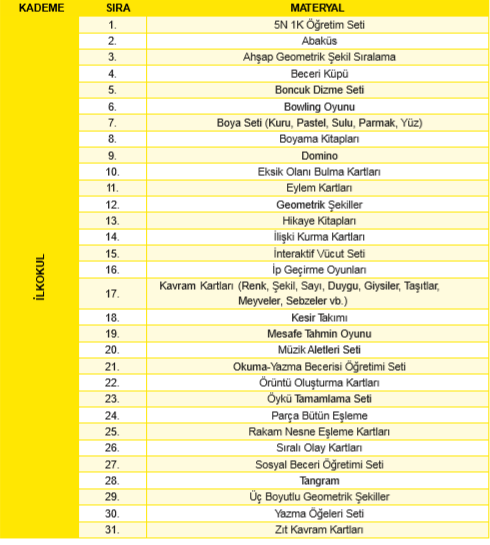 KADEME SIRA MATERYAL
İLKOKUL
1. 5N 1K Öğretim Seti
2. Abaküs
3. Ahşap Geometrik Şekil Sıralama
4. Beceri Küpü
5. Boncuk Dizme Seti
6. Bowling Oyunu
7. Boya Seti (Kuru, Pastel, Sulu, Parmak, Yüz)
8. Boyama Kitapları
9. Domino
10. Eksik Olanı Bulma Kartları
11. Eylem Kartları
12. Geometrik Şekiller
13. Hikaye Kitapları
14. İlişki Kurma Kartları
15. İnteraktif Vücut Seti
16. İp Geçirme Oyunları
17. Kavram Kartları (Renk, Şekil, Sayı, Duygu, Giysiler, Taşıtlar,
Meyveler, Sebzeler vb.)
18. Kesir Takımı
19. Mesafe Tahmin Oyunu
20. Müzik Aletleri Seti
21. Okuma-Yazma Becerisi Öğretimi Seti
22. Örüntü Oluşturma Kartları
23. Öykü Tamamlama Seti
24. Parça Bütün Eşleme
25. Rakam Nesne Eşleme Kartları
26. Sıralı Olay Kartları
27. Sosyal Beceri Öğretimi Seti
28. Tangram
29. Üç Boyutlu Geometrik Şekiller
30. Yazma Öğeleri Seti
31. Zıt Kavram Kartları